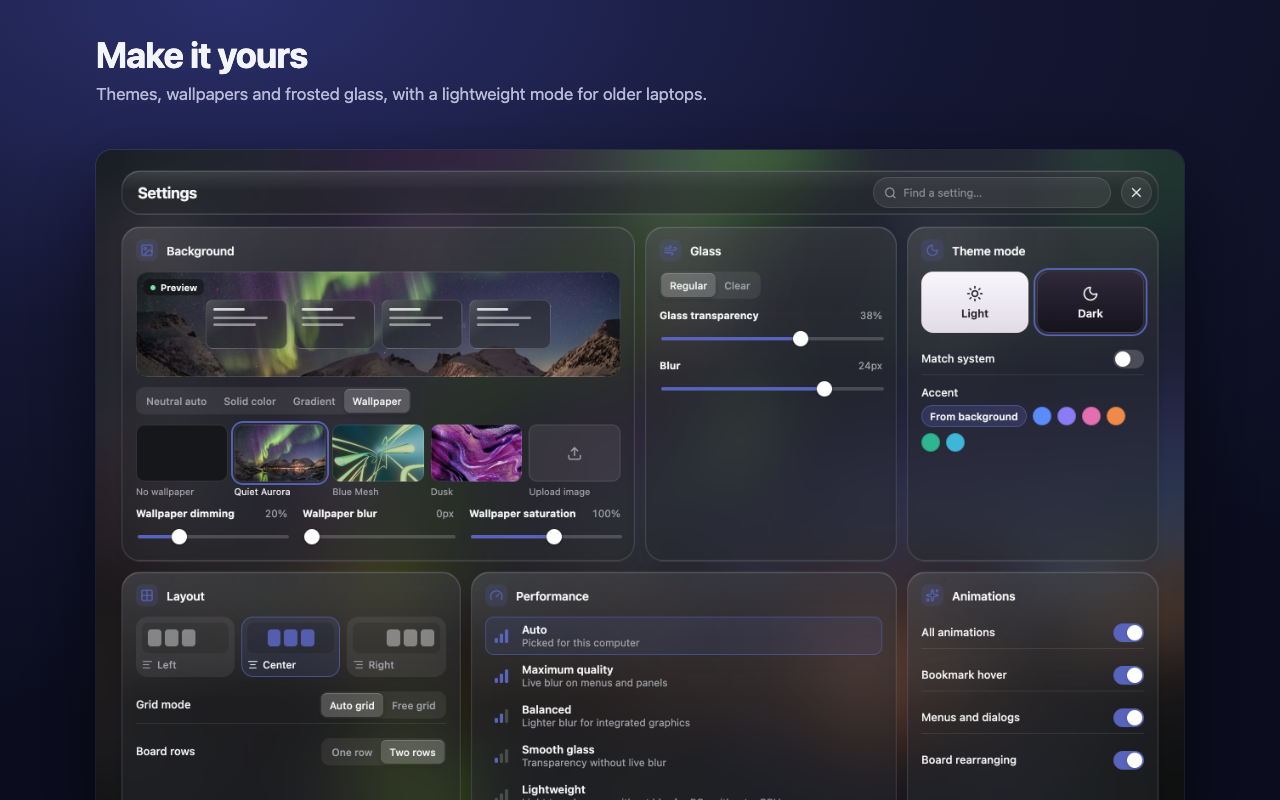 Make it yours
Themes, wallpapers and frosted glass, with a lightweight mode for older laptops.
Settings
Find a setting...
Background
Preview
Neutral auto
Solid color
Gradient
Wallpaper
No wallpaper
Quiet Aurora
Blue Mesh
Dusk
Upload image
Wallpaper dimming 20%
Wallpaper blur 0px
Wallpaper saturation 100%
Glass
Regular
Clear
Glass transparency 38%
Blur 24px
Theme mode
Light
Dark
Match system
Accent
From background
Layout
Left
Center
Right
Grid mode
Auto grid
Free grid
Board rows
One row
Two rows
Performance
Auto
Picked for this computer
Maximum quality
Live blur on menus and panels
Balanced
Lighter blur for integrated graphics
Smooth glass
Transparency without live blur
Lightweight
Animations
All animations
Bookmark hover
Menus and dialogs
Board rearranging